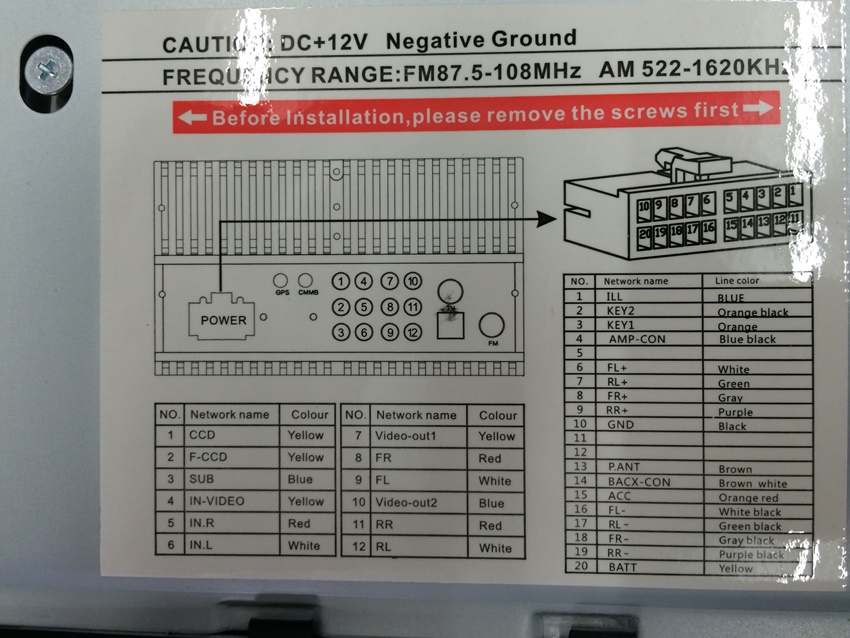 CAUTION: DC+12V Negative Ground
FREQUENCY RANGE:FM87.5-108MHz AM 522-1620KHz
Before Installation,please remove the screws first
10 9 8 7 6 5 4 3 2 1
20 19 18 17 16 15 14 13 12 11
GPS CMMB
1 4 7 10
2 5 8 11
3 6 9 12
POWER
FM
NO. Network name Line color
1 ILL BLUE
2 KEY2 Orange black
3 KEY1 Orange
4 AMP-CON Blue black
5
6 FL+ White
7 RL+ Green
8 FR+ Gray
9 RR+ Purple
10 GND Black
11
12
13 P.ANT Brown
14 BACX-CON Brown white
15 ACC Orange red
16 FL- White black
17 RL- Green black
18 FR- Gray black
19 RR- Purple black
20 BATT Yellow
NO. Network name Colour
1 CCD Yellow
2 F-CCD Yellow
3 SUB Blue
4 IN-VIDEO Yellow
5 IN.R Red
6 IN.L White
NO. Network name Colour
7 Video-out1 Yellow
8 FR Red
9 FL White
10 Video-out2 Blue
11 RR Red
12 RL White